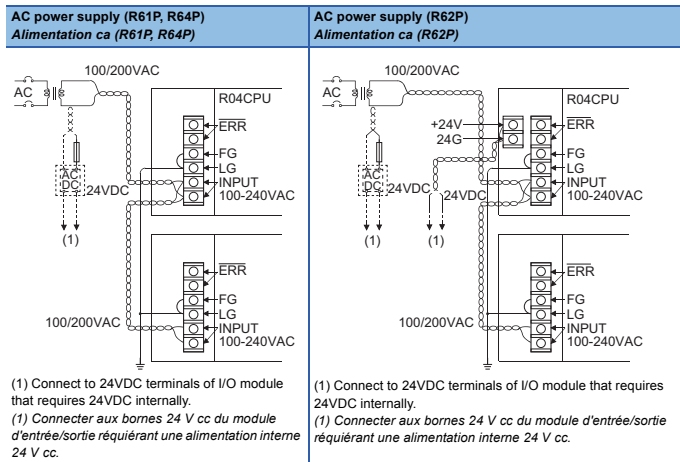 AC power supply (R61P, R64P)
Alimentation ca (R61P, R64P)
100/200VAC
AC
R04CPU
ERR
FG
LG
INPUT
100-240VAC
AC
DC
24VDC
(1)
ERR
FG
LG
INPUT
100-240VAC
100/200VAC
(1) Connect to 24VDC terminals of I/O module
that requires 24VDC internally.
(1) Connecter aux bornes 24 V cc du module
d'entrée/sortie réquiérant une alimentation interne
24 V cc.
AC power supply (R62P)
Alimentation ca (R62P)
100/200VAC
AC
R04CPU
+24V
24G
ERR
FG
LG
INPUT
100-240VAC
AC
DC
24VDC
24VDC
(1)
(1)
ERR
FG
LG
INPUT
100-240VAC
100/200VAC
(1) Connect to 24VDC terminals of I/O module that requires
24VDC internally.
(1) Connecter aux bornes 24 V cc du module d'entrée/sortie
réquiérant une alimentation interne 24 V cc.